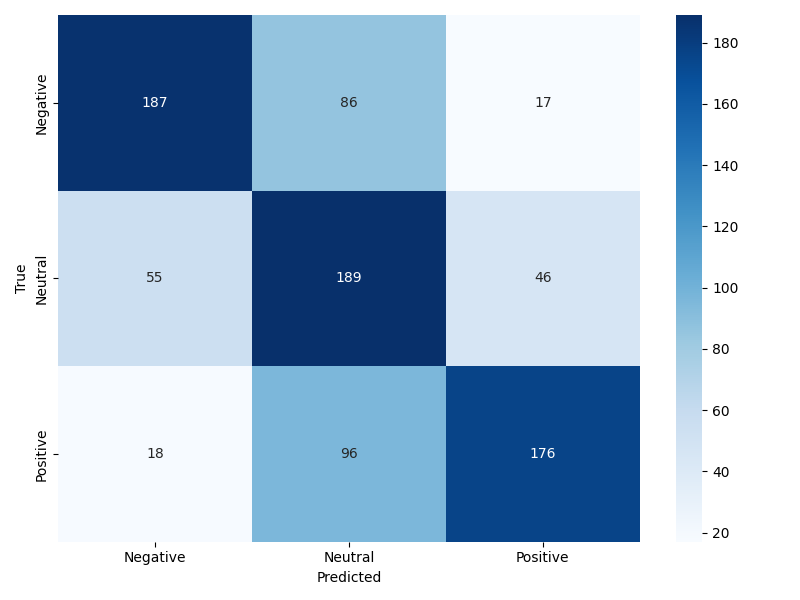 187 86 17
55 189 46
18 96 176
Negative
Neutral
Positive
True
Negative Neutral Positive
Predicted
180
160
140
120
100
80
60
40
20